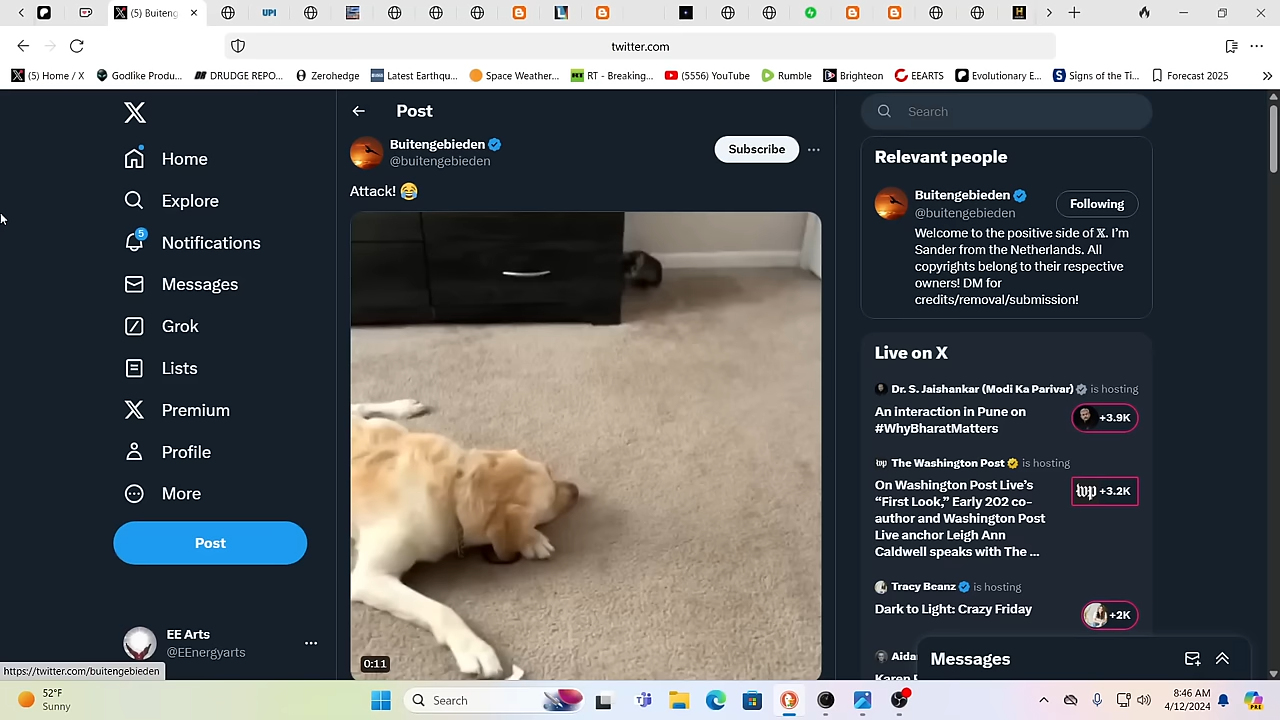 (5) Buiteng
UPI
twitter.com
(5) Home / X
Godlike Produ...
DRUDGE REPO...
Zerohedge
Latest Earthqu...
Space Weather...
RT - Breaking...
(5556) YouTube
Rumble
Brighteon
EEARTS
Evolutionary E...
Signs of the Ti...
Forecast 2025
Home
Explore
5
Notifications
Messages
Grok
Lists
Premium
Profile
More
Post
EE Arts
@EEnergyarts
https://twitter.com/buitengebieden
Post
Buitengebieden
@buitengebieden
Subscribe
Attack! 😂
0:11
Search
Relevant people
Buitengebieden
@buitengebieden
Following
Welcome to the positive side of 𝕏. I'm
Sander from the Netherlands. All
copyrights belong to their respective
owners! DM for
credits/removal/submission!
Live on X
Dr. S. Jaishankar (Modi Ka Parivar) is hosting
An interaction in Pune on
#WhyBharatMatters
+3.9K
wp The Washington Post is hosting
On Washington Post Live's
"First Look," Early 202 co-
author and Washington Post
Live anchor Leigh Ann
Caldwell speaks with The ...
wp +3.2K
Tracy Beanz is hosting
Dark to Light: Crazy Friday
+2K
Aida
Messages
52°F
Sunny
Search
8:46 AM
4/12/2024